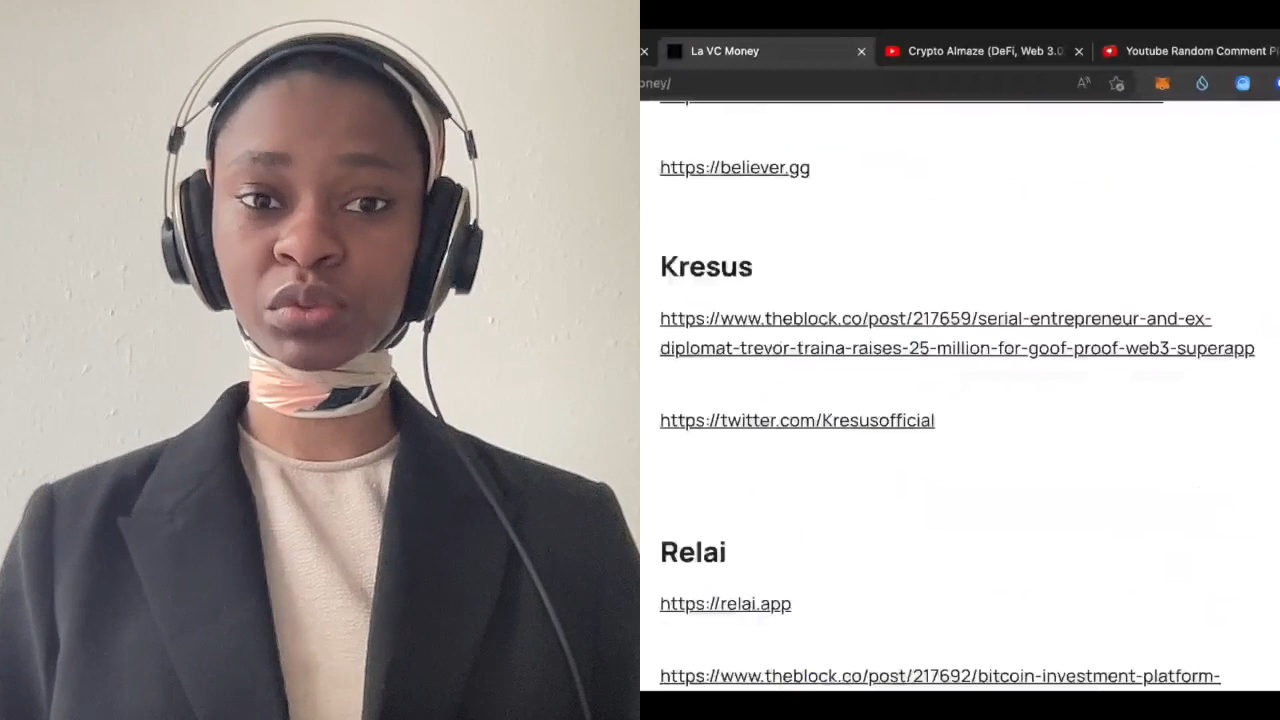 La VC Money
Crypto Almaze (DeFi, Web 3.0
Youtube Random Comment P
oney/
https://believer.gg
Kresus
https://www.theblock.co/post/217659/serial-entrepreneur-and-ex-
diplomat-trevor-traina-raises-25-million-for-goof-proof-web3-superapp
https://twitter.com/Kresusofficial
Relai
https://relai.app
https://www.theblock.co/post/217692/bitcoin-investment-platform-